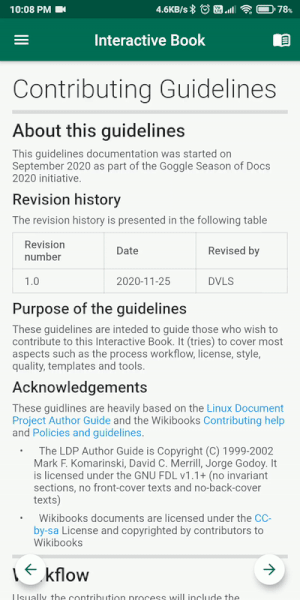 10:08 PM
4.6KB/s
78%
Interactive Book
Contributing Guidelines
About this guidelines
This guidelines documentation was started on
September 2020 as part of the Goggle Season of Docs
2020 initiative.
Revision history
The revision history is presented in the following table
Revision
number
Date
Revised by
1.0
2020-11-25
DVLS
Purpose of the guidelines
These guidelines are inteded to guide those who wish to
contribute to this Interactive Book. It (tries) to cover most
aspects such as the process workflow, license, style,
quality, templates and tools.
Acknowledgements
These guidlines are heavily based on the Linux Document
Project Author Guide and the Wikibooks Contributing help
and Policies and guidelines.
• The LDP Author Guide is Copyright (C) 1999-2002
Mark F. Komarinski, David C. Merrill, Jorge Godoy. It
is licensed under the GNU FDL v1.1+ (no invariant
sections, no front-cover texts and no-back-cover
texts)
• Wikibooks documents are licensed under the CC-
by-sa License and copyrighted by contributors to
Wikibooks
W kflow
Usually, the contribution process will include the